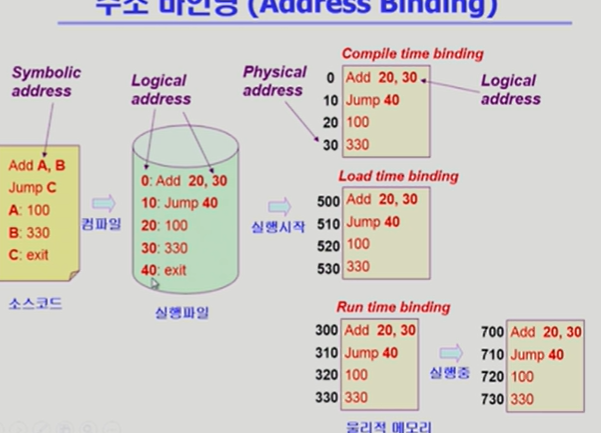 주소 바인딩 (Address Binding)
Symbolic
address
Add A, B
Jump C
A: 100
B: 330
C: exit
소스코드
컴파일
Logical
address
0: Add 20, 30
10: Jump 40
20: 100
30: 330
40: exit
실행파일
실행시작
Physical
address
Compile time binding
0 Add 20, 30
10 Jump 40
20 100
30 330
Logical
address
Load time binding
500 Add 20, 30
510 Jump 40
520 100
530 330
Run time binding
300 Add 20, 30
310 Jump 40
320 100
330 330
실행중
700 Add 20, 30
710 Jump 40
720 100
730 330
물리적 메모리